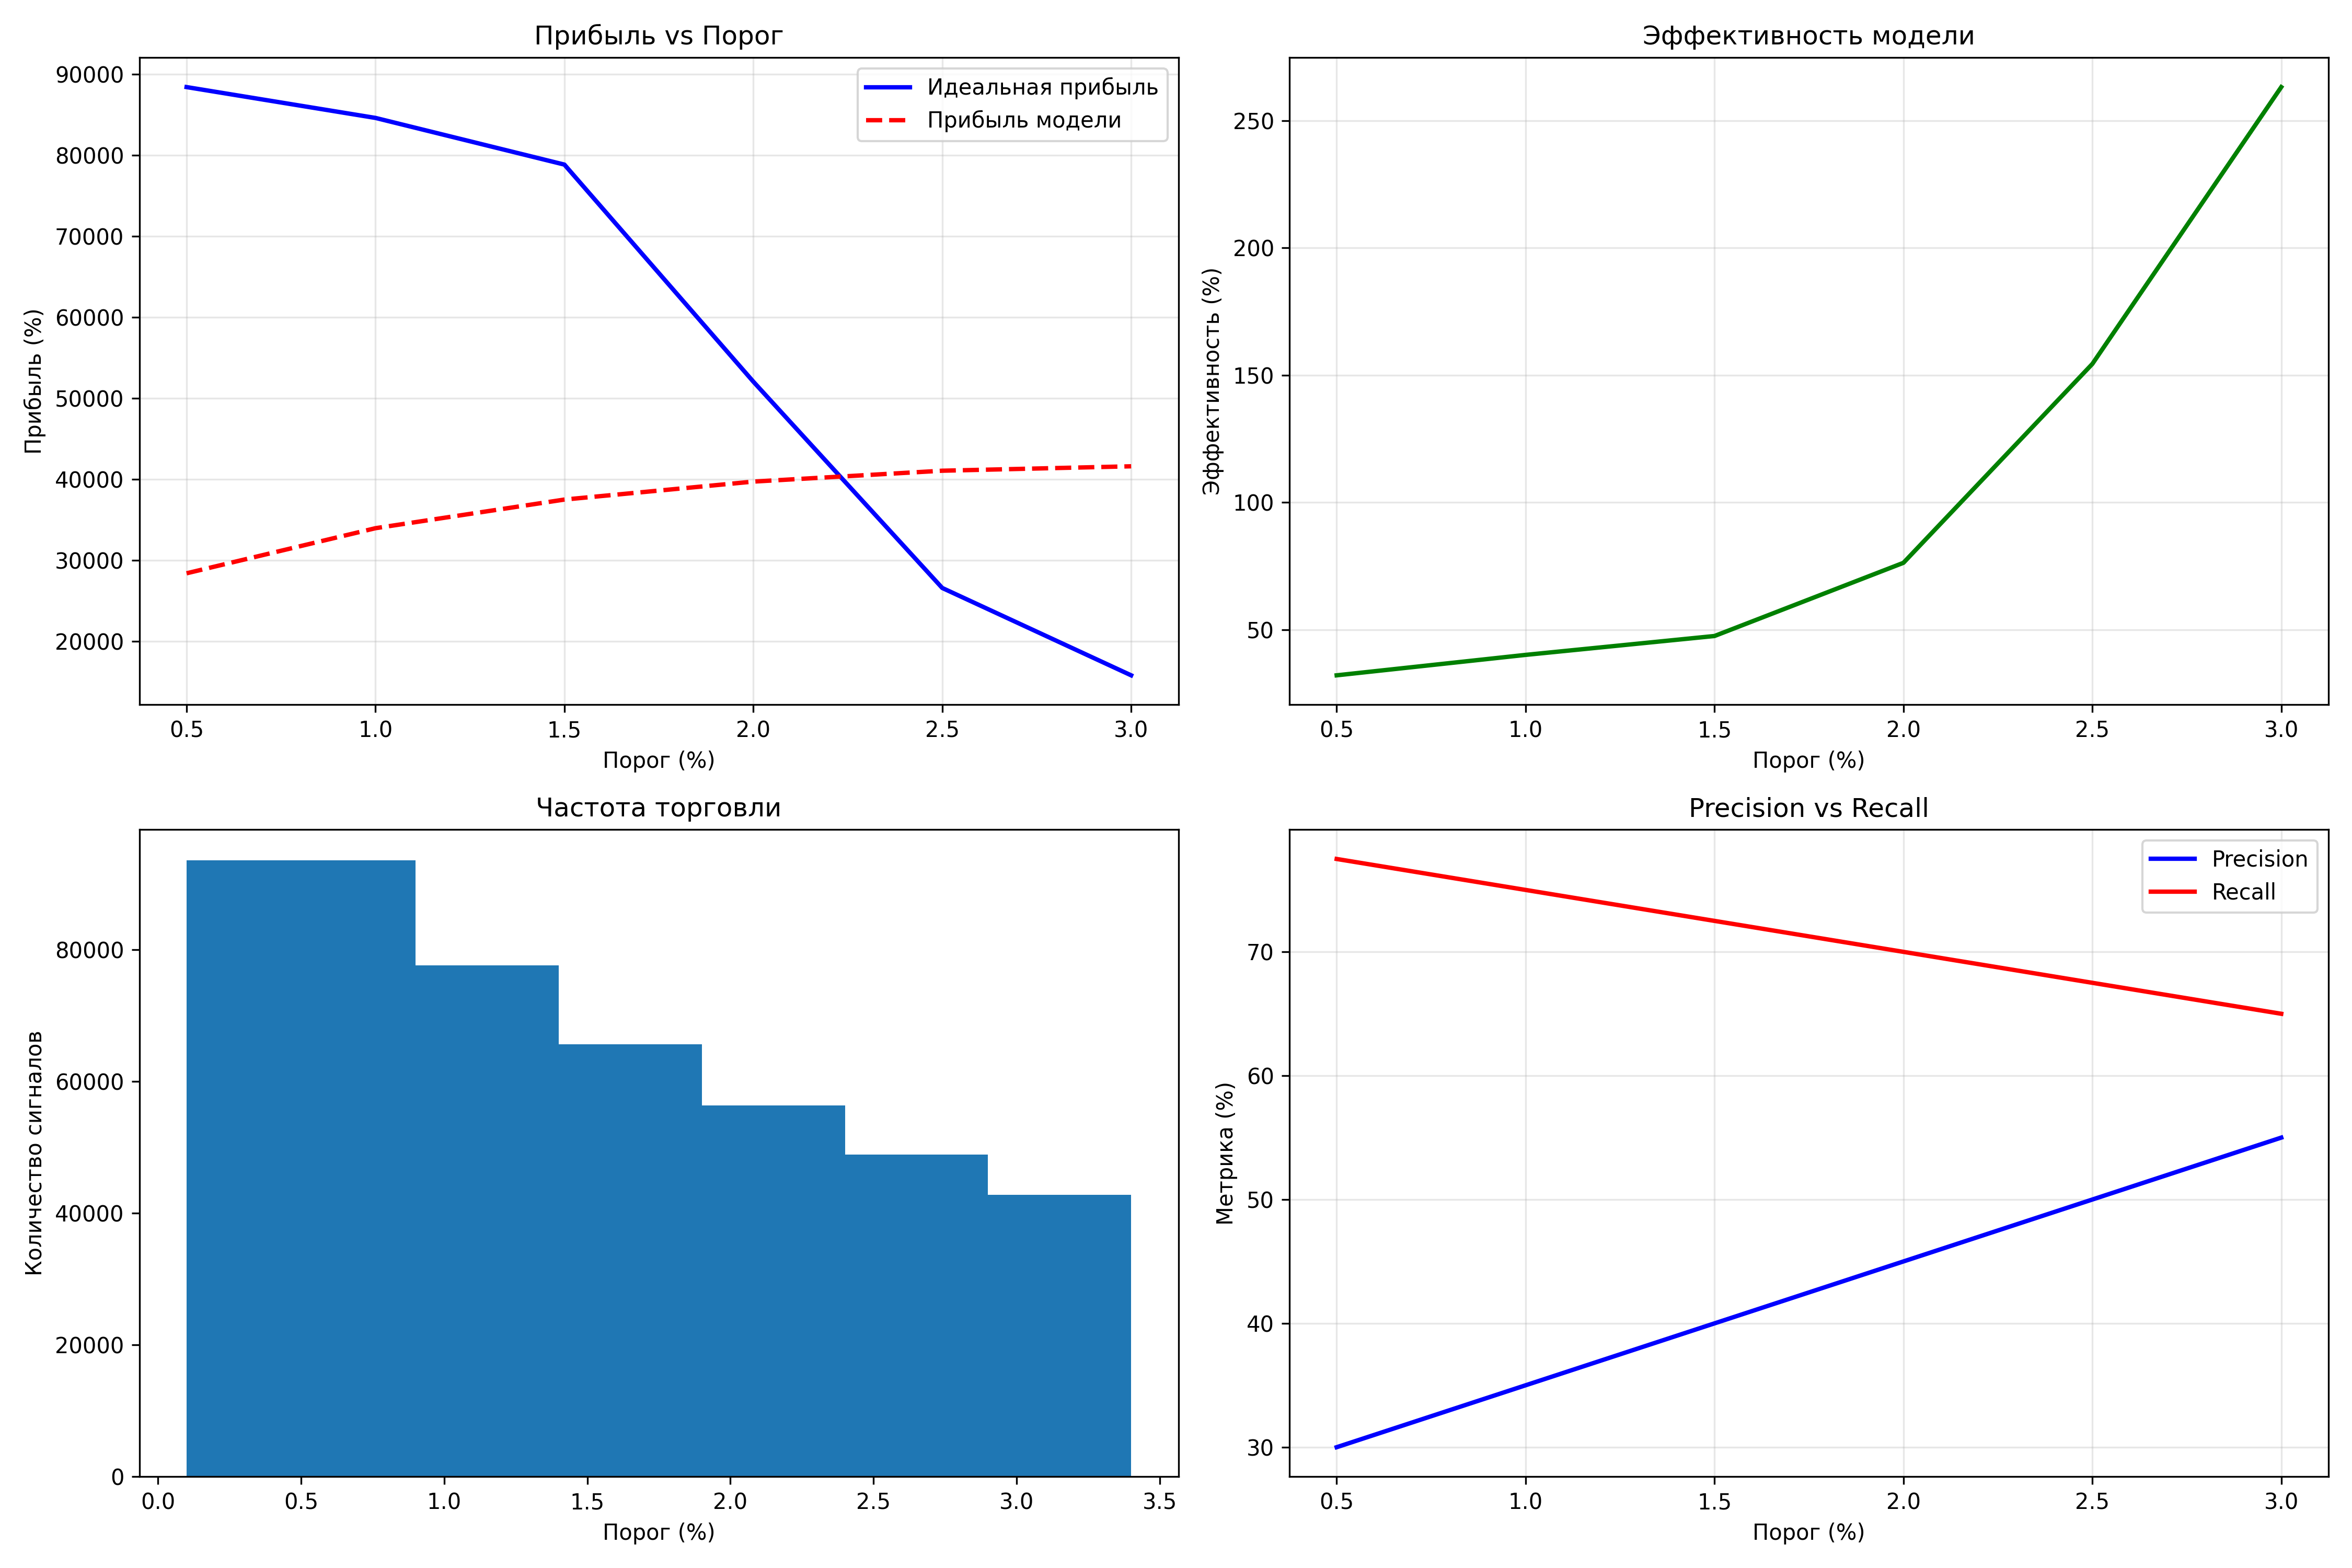 Прибыль vs Порог
Прибыль (%)
90000
80000
70000
60000
50000
40000
30000
20000
Идеальная прибыль
Прибыль модели
0.5 1.0 1.5 2.0 2.5 3.0
Порог (%)
Эффективность модели
Эффективность (%)
250
200
150
100
50
0.5 1.0 1.5 2.0 2.5 3.0
Порог (%)
Частота торговли
Количество сигналов
80000
60000
40000
20000
0
0.0 0.5 1.0 1.5 2.0 2.5 3.0 3.5
Порог (%)
Precision vs Recall
Метрика (%)
Precision
Recall
70
60
50
40
30
0.5 1.0 1.5 2.0 2.5 3.0
Порог (%)